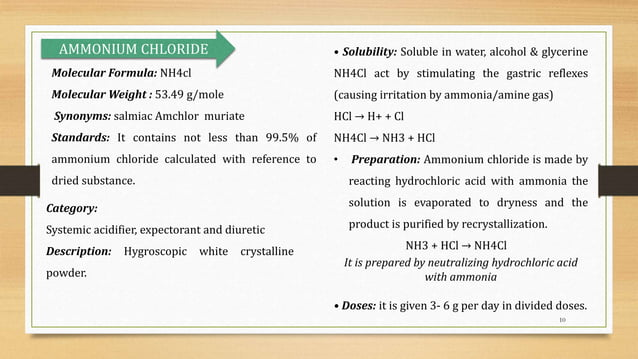 AMMONIUM CHLORIDE
Molecular Formula: NH4cl
Molecular Weight : 53.49 g/mole
Synonyms: salmiac Amchlor muriate
Standards: It contains not less than 99.5% of
ammonium chloride calculated with reference to
dried substance.
Category:
Systemic acidifier, expectorant and diuretic
Description: Hygroscopic white crystalline
powder.
• Solubility: Soluble in water, alcohol & glycerine
NH4Cl act by stimulating the gastric reflexes
(causing irritation by ammonia/amine gas)
HCl → H+ + Cl
NH4Cl → NH3 + HCl
• Preparation: Ammonium chloride is made by
reacting hydrochloric acid with ammonia the
solution is evaporated to dryness and the
product is purified by recrystallization.
NH3 + HCl → NH4Cl
It is prepared by neutralizing hydrochloric acid
with ammonia
• Doses: it is given 3- 6 g per day in divided doses.
10